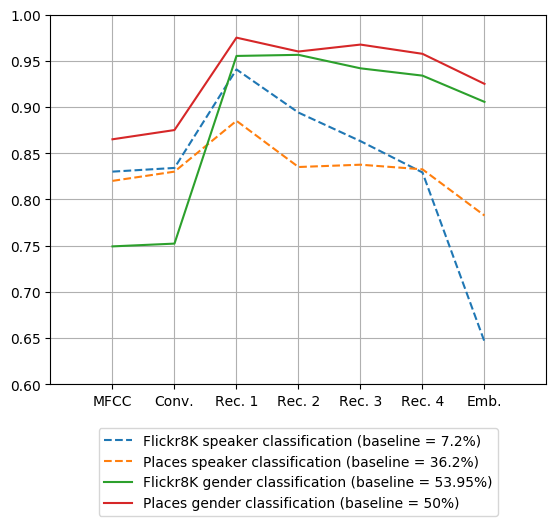 1.00
0.95
0.90
0.85
0.80
0.75
0.70
0.65
0.60
MFCC Conv. Rec. 1 Rec. 2 Rec. 3 Rec. 4 Emb.
Flickr8K speaker classification (baseline = 7.2%)
Places speaker classification (baseline = 36.2%)
Flickr8K gender classification (baseline = 53.95%)
Places gender classification (baseline = 50%)